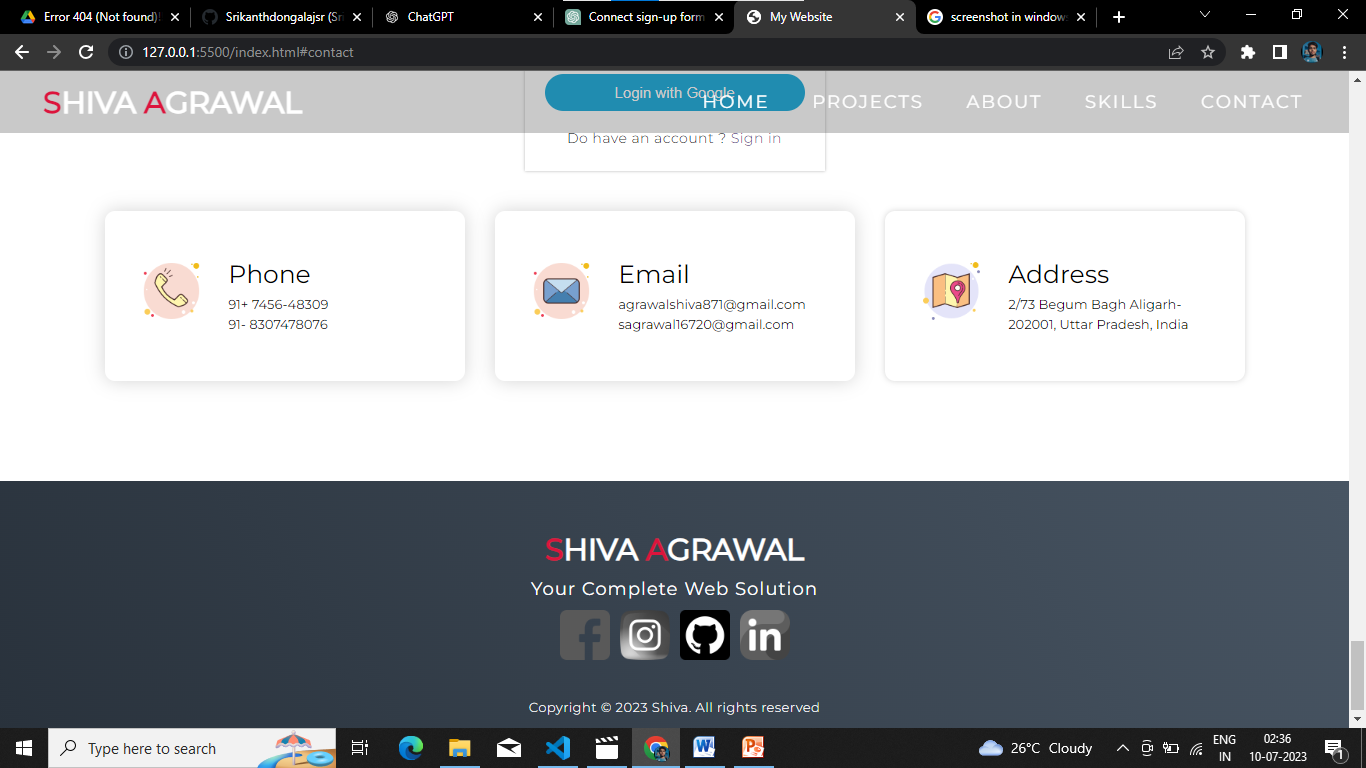 Error 404 (Not found)!
Srikanthdongalajsr (Sri
ChatGPT
Connect sign-up form
My Website
screenshot in windows
127.0.0.1:5500/index.html#contact
SHIVA AGRAWAL
HOME
PROJECTS
ABOUT
SKILLS
CONTACT
Login with Google
Do have an account ? Sign in
Phone
91+ 7456-48309
91- 8307478076
Email
agrawalshiva871@gmail.com
sagrawal16720@gmail.com
Address
2/73 Begum Bagh Aligarh-
202001, Uttar Pradesh, India
SHIVA AGRAWAL
Your Complete Web Solution
in
Copyright © 2023 Shiva. All rights reserved
Type here to search
26°C Cloudy
ENG
IN
02:36
10-07-2023
1